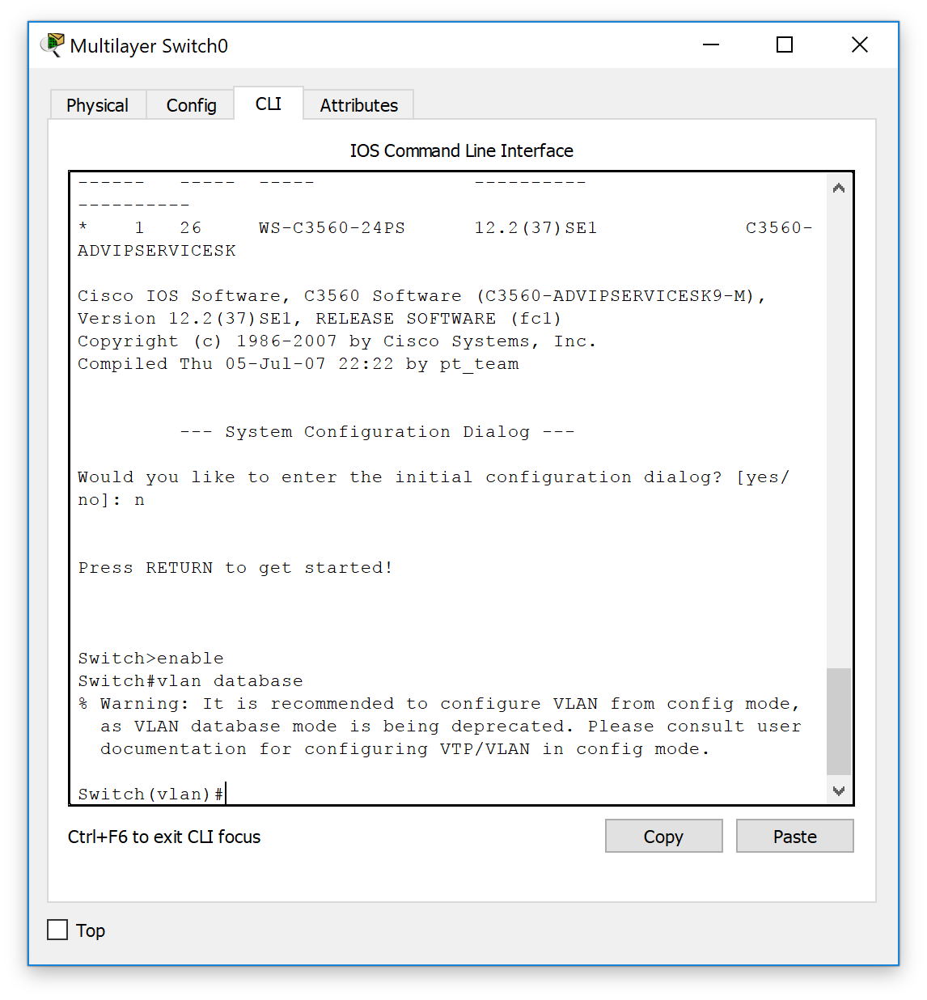 Multilayer Switch0
Physical Config CLI Attributes
IOS Command Line Interface
------ ----- ----- ----------
----------
* 1 26 WS-C3560-24PS 12.2(37)SE1 C3560-
ADVIPSERVICESK
Cisco IOS Software, C3560 Software (C3560-ADVIPSERVICESK9-M),
Version 12.2(37)SE1, RELEASE SOFTWARE (fc1)
Copyright (c) 1986-2007 by Cisco Systems, Inc.
Compiled Thu 05-Jul-07 22:22 by pt_team
--- System Configuration Dialog ---
Would you like to enter the initial configuration dialog? [yes/
no]: n
Press RETURN to get started!
Switch>enable
Switch#vlan database
% Warning: It is recommended to configure VLAN from config mode,
as VLAN database mode is being deprecated. Please consult user
documentation for configuring VTP/VLAN in config mode.
Switch(vlan)#
Ctrl+F6 to exit CLI focus Copy Paste
Top